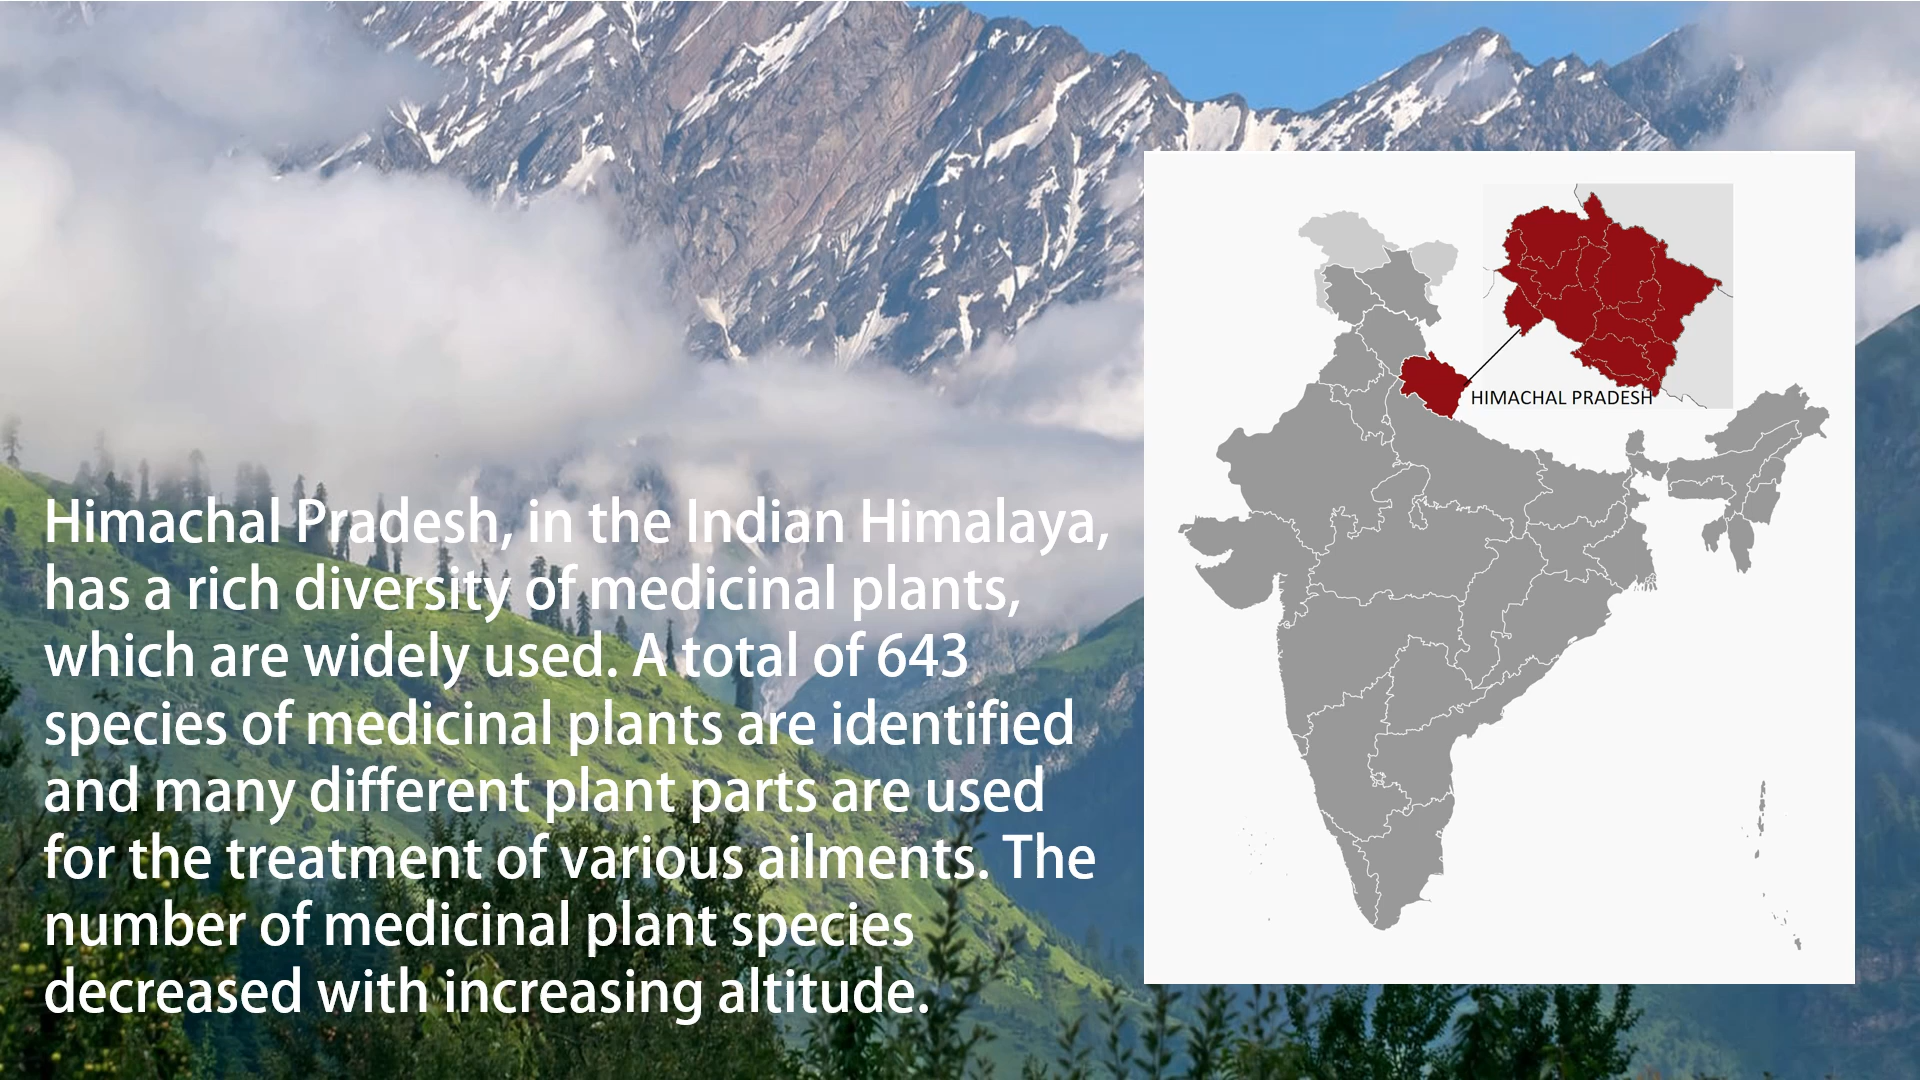 Himachal Pradesh, in the Indian Himalaya,
has a rich diversity of medicinal plants,
which are widely used. A total of 643
species of medicinal plants are identified
and many different plant parts are used
for the treatment of various ailments. The
number of medicinal plant species
decreased with increasing altitude.
HIMACHAL PRADESH